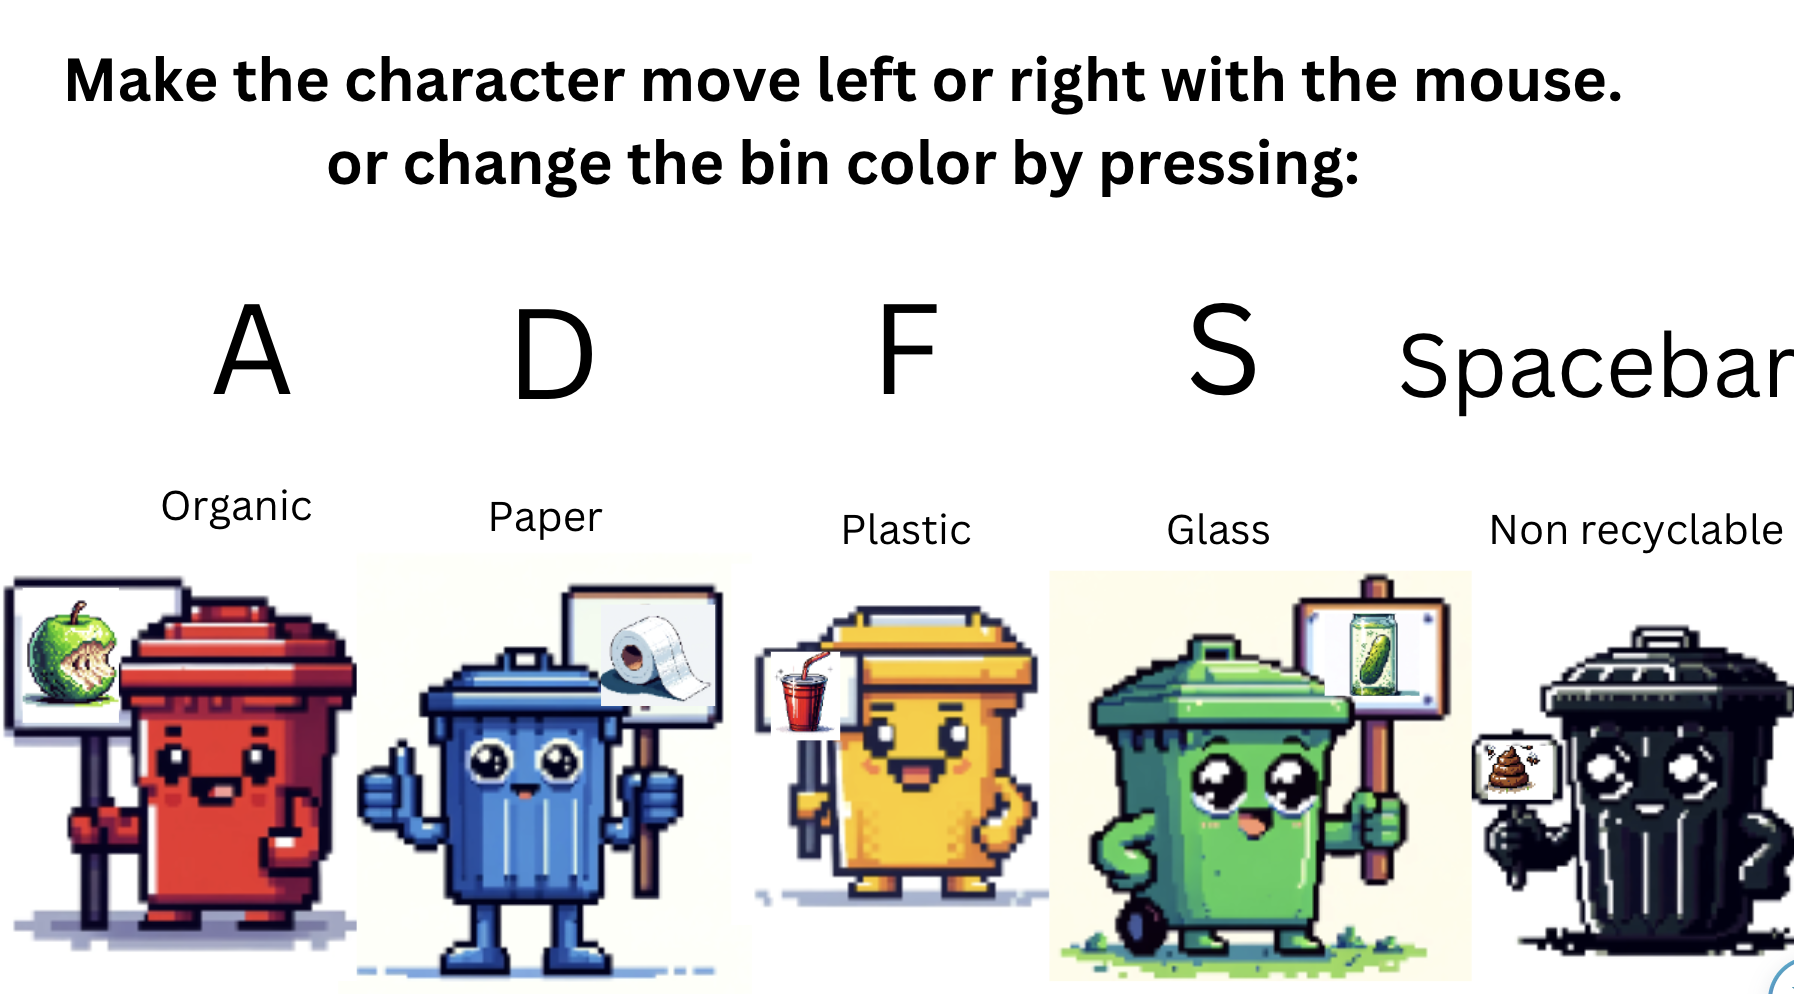 Make the character move left or right with the mouse.
or change the bin color by pressing:
A D F S Spacebar
Organic Paper Plastic Glass Non recyclable